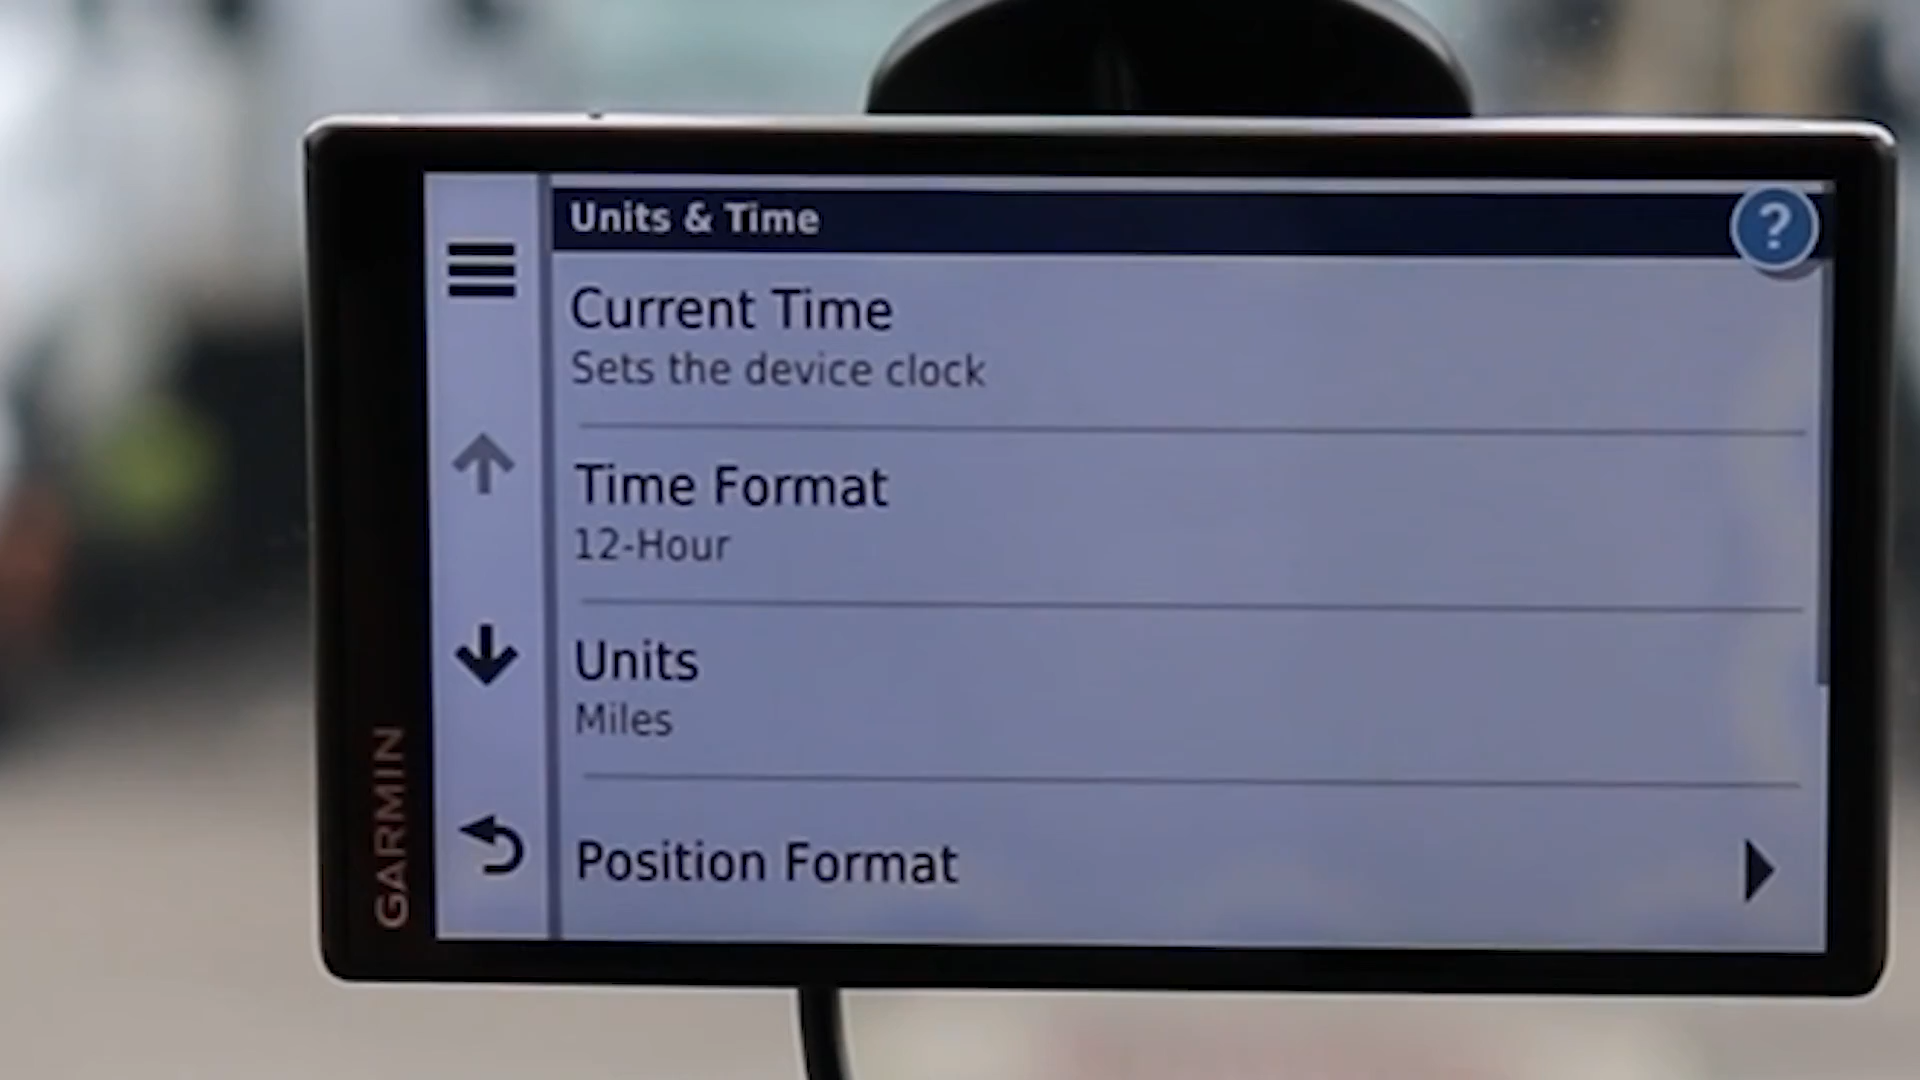 Units & Time
?
Current Time
Sets the device clock
Time Format
12-Hour
Units
Miles
Position Format
GARMIN